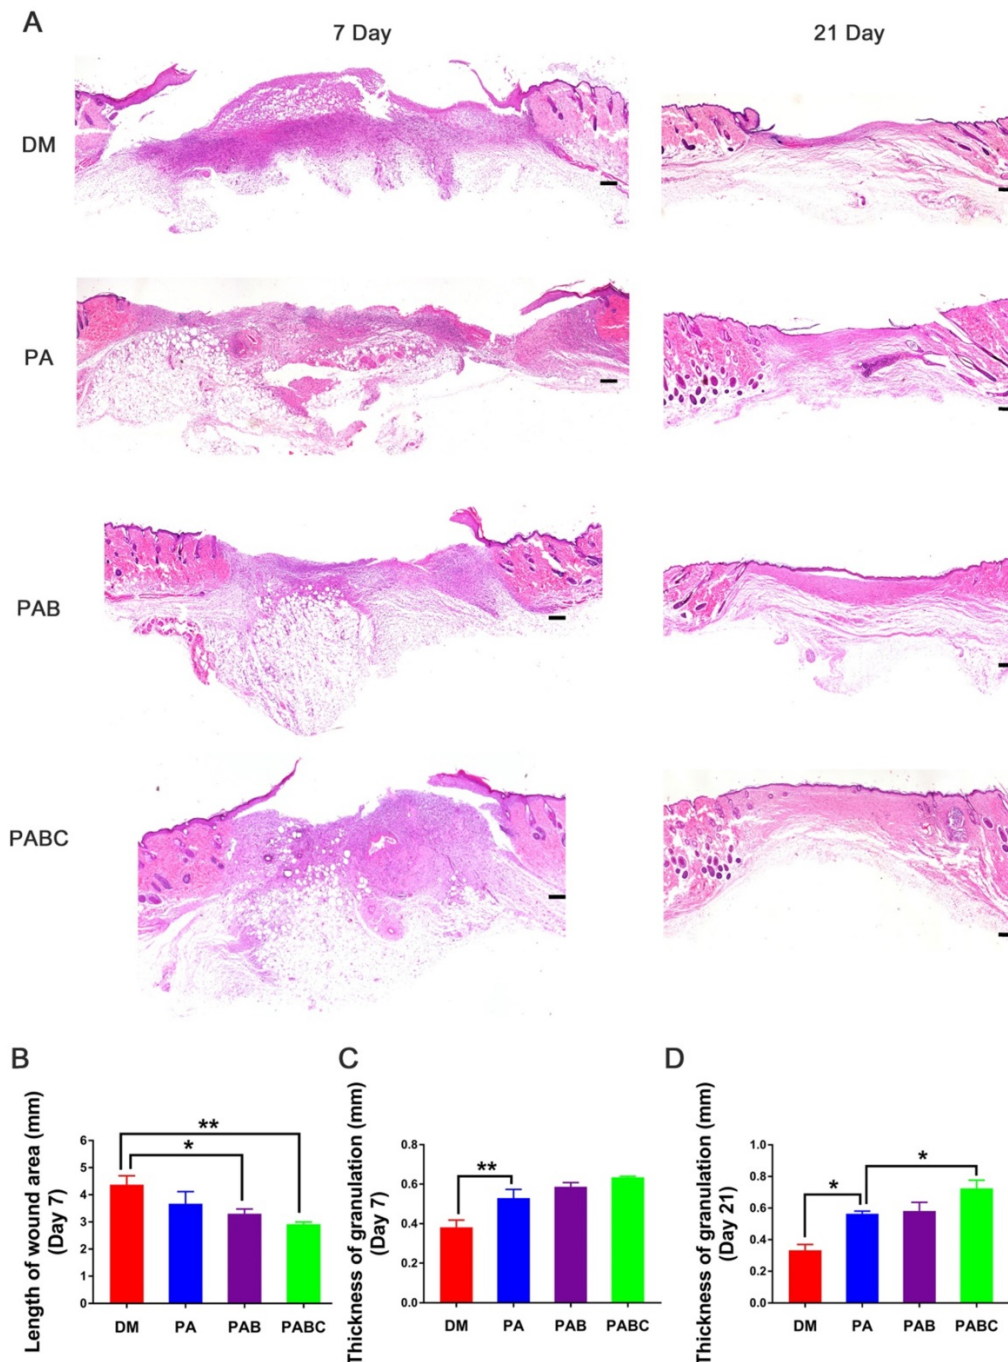 A
7 Day
21 Day
DM
PA
PAB
PABC
B
Length of wound area (mm)
(Day 7)
6
5
4
3
2
1
0
**
*
DM PA PAB PABC
C
Thickness of granulation (mm)
(Day 7)
0.8
0.6
0.4
0.2
0.0
**
DM PA PAB PABC
D
Thickness of granulation (mm)
(Day 21)
1.0
0.8
0.6
0.4
0.2
0.0
*
*
DM PA PAB PABC